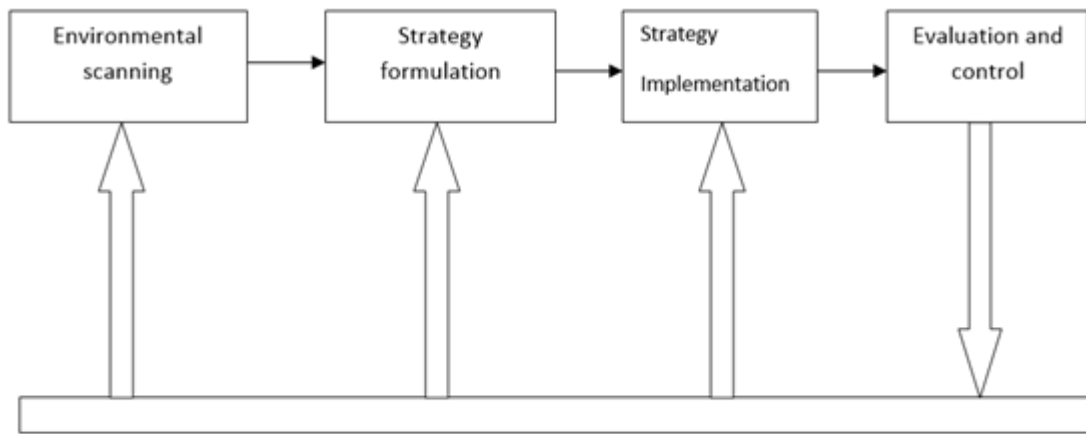 Environmental
scanning
Strategy
formulation
Strategy
Implementation
Evaluation and
control